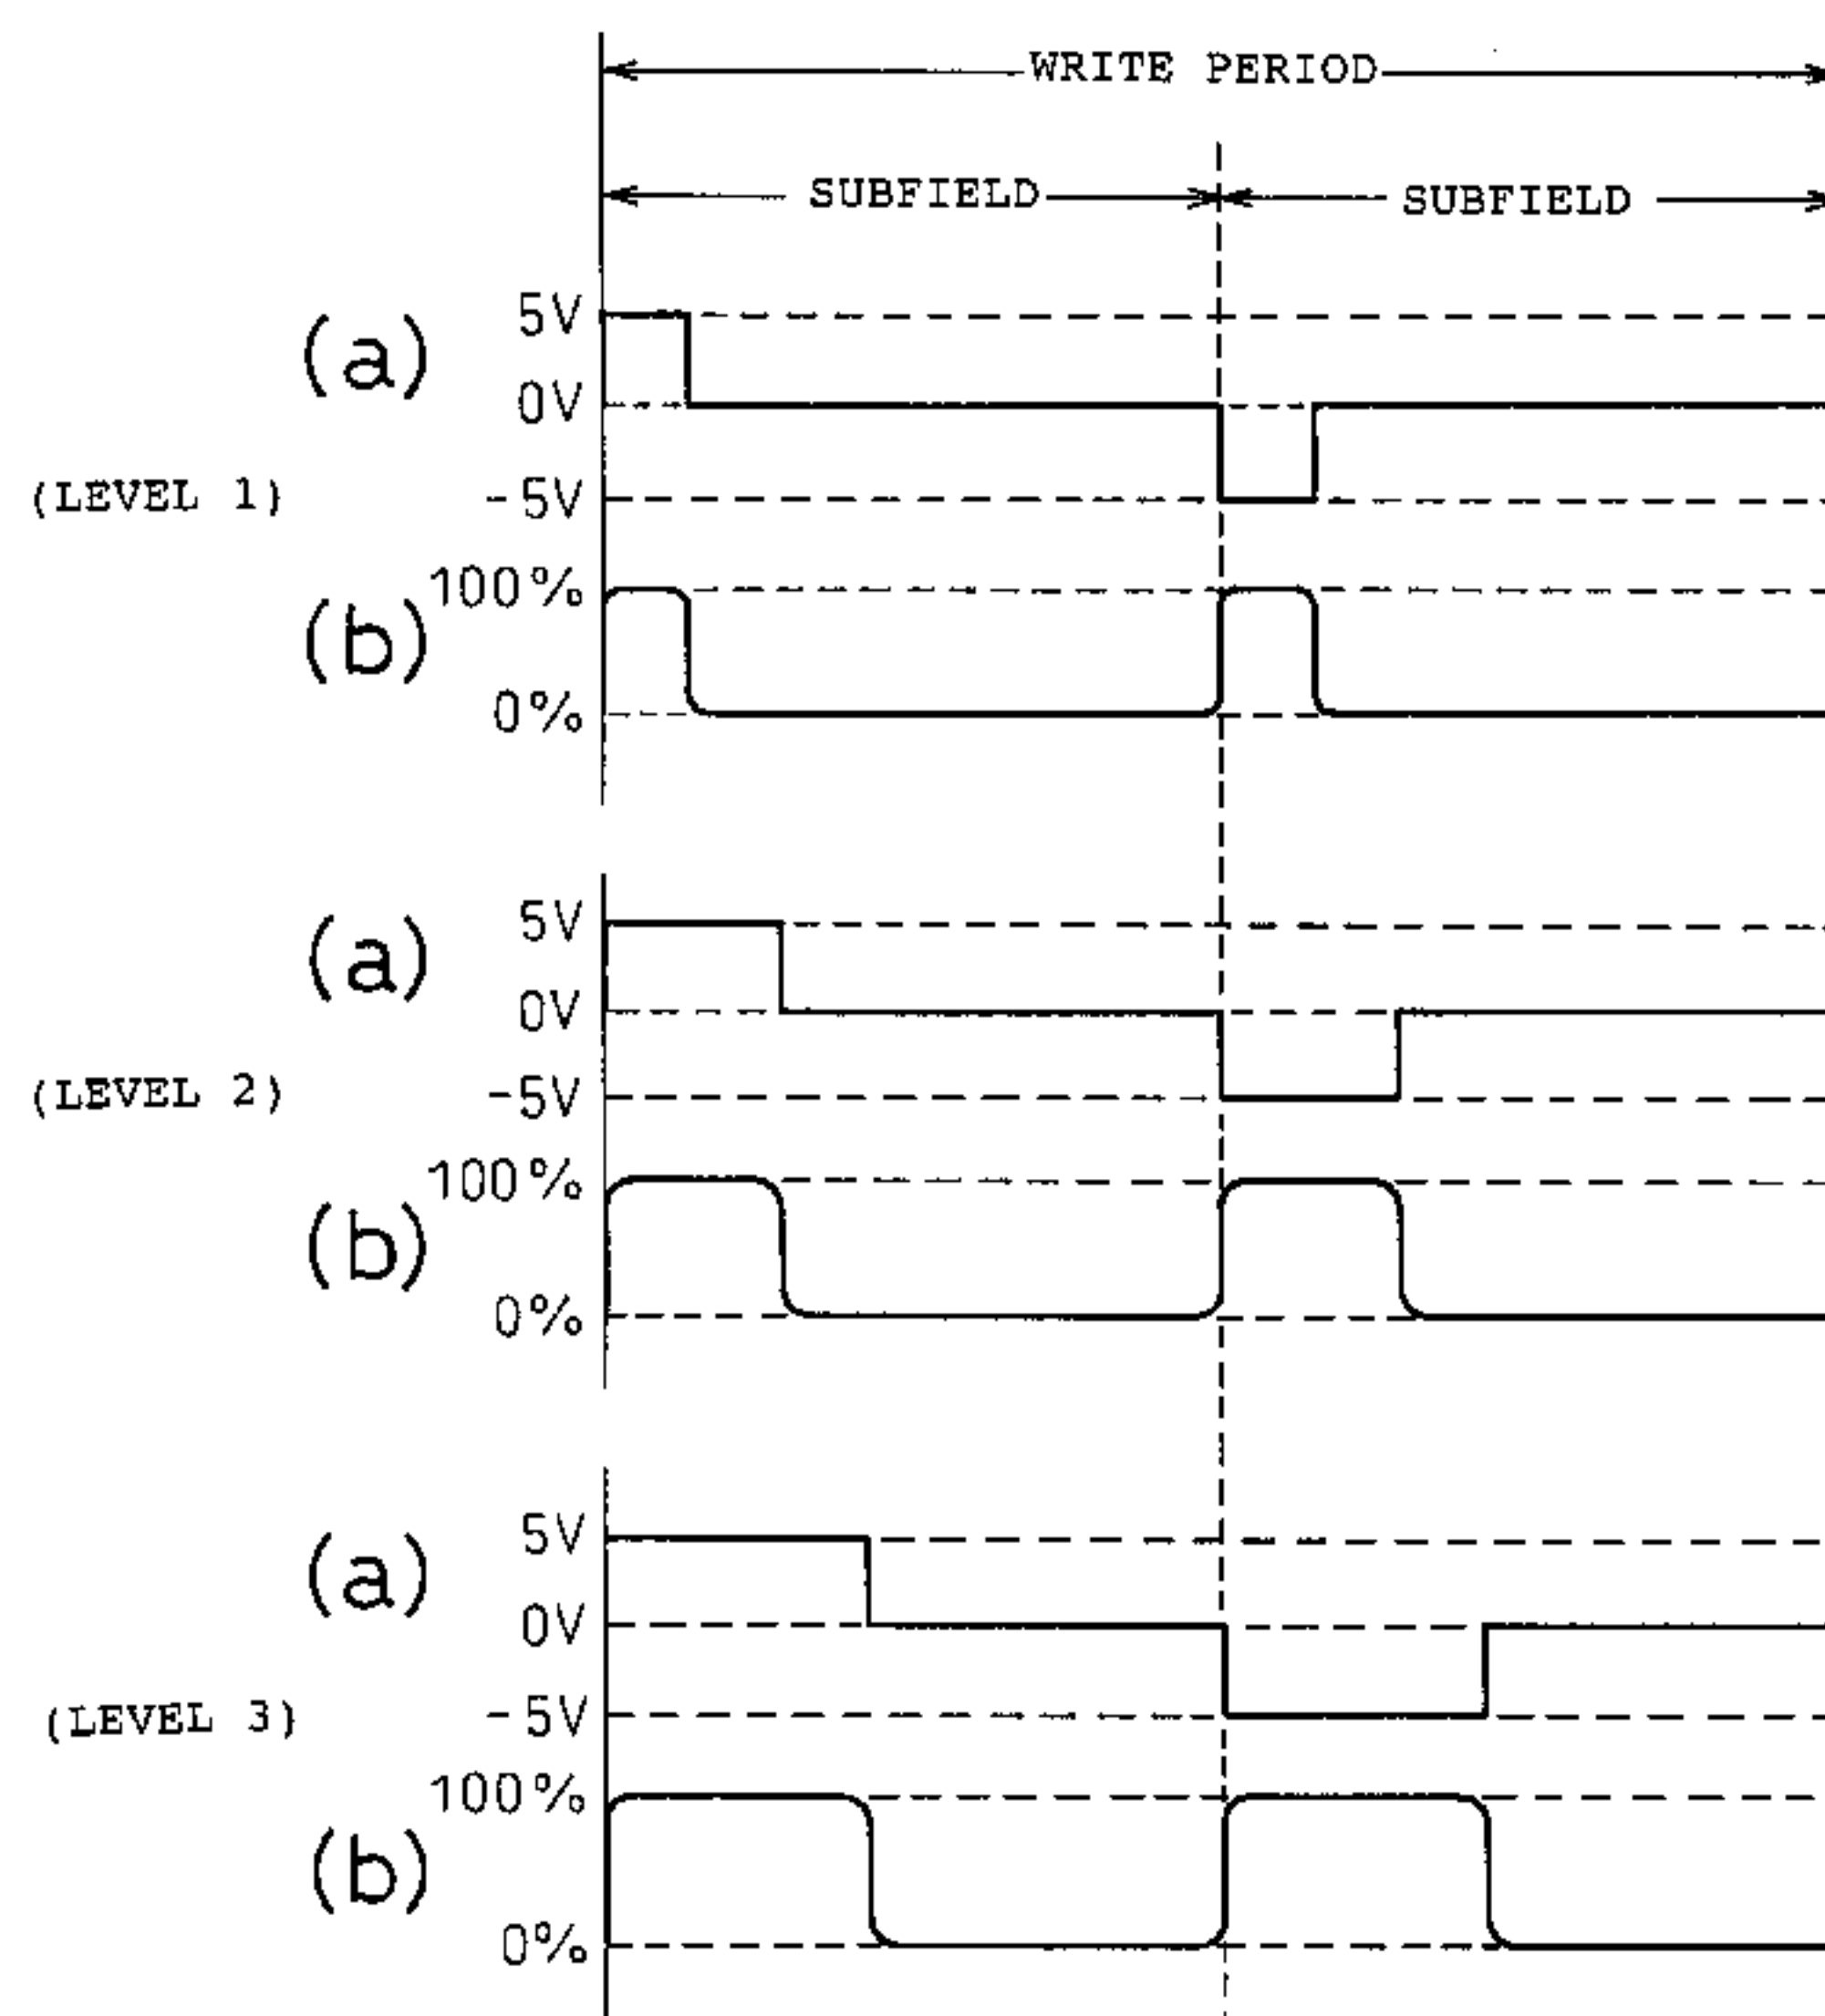 WRITE PERIOD
SUBFIELD SUBFIELD
(a)
5V
0V
(LEVEL 1)
-5V
(b)
100%
0%
(a)
5V
0V
(LEVEL 2)
-5V
(b)
100%
0%
(a)
5V
0V
(LEVEL 3)
-5V
(b)
100%
0%